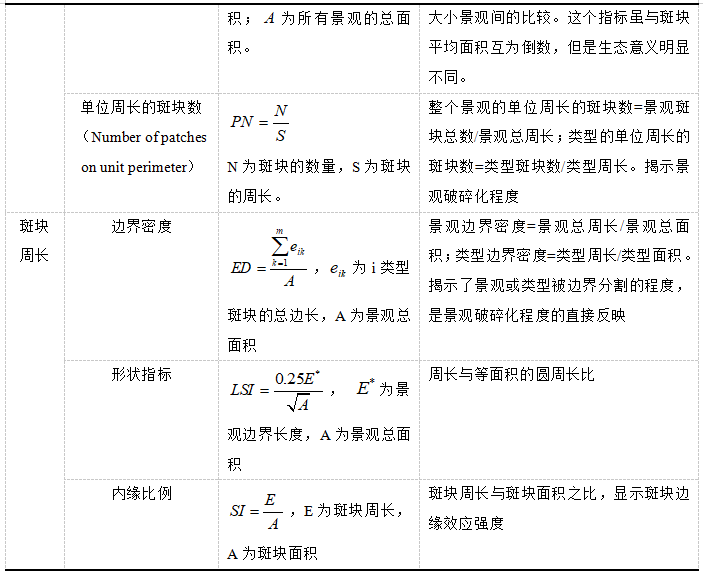 积；A 为所有景观的总面
积。
大小景观间的比较。这个指标虽与斑块
平均面积互为倒数，但是生态意义明显
不同。
单位周长的斑块数
（Number of patches
on unit perimeter）
PN = N/S
N 为斑块的数量，S 为斑块
的周长。
整个景观的单位周长的斑块数=景观斑
块总数/景观总周长；类型的单位周长的
斑块数=类型斑块数/类型周长。揭示景
观破碎化程度
斑块
周长
边界密度
ED = \frac{\sum_{k=1}^{m} e_{ik}}{A}，e_{ik} 为 i 类型
斑块的总边长，A 为景观总
面积
景观边界密度=景观总周长/景观总面
积；类型边界密度=类型周长/类型面积。
揭示了景观或类型被边界分割的程度，
是景观破碎化程度的直接反映
形状指标
LSI = \frac{0.25E^*}{\sqrt{A}}， E^* 为景
观边界长度，A 为景观总面
积
周长与等面积的圆周长比
内缘比例
SI = E/A，E 为斑块周长，
A 为斑块面积
斑块周长与斑块面积之比，显示斑块边
缘效应强度